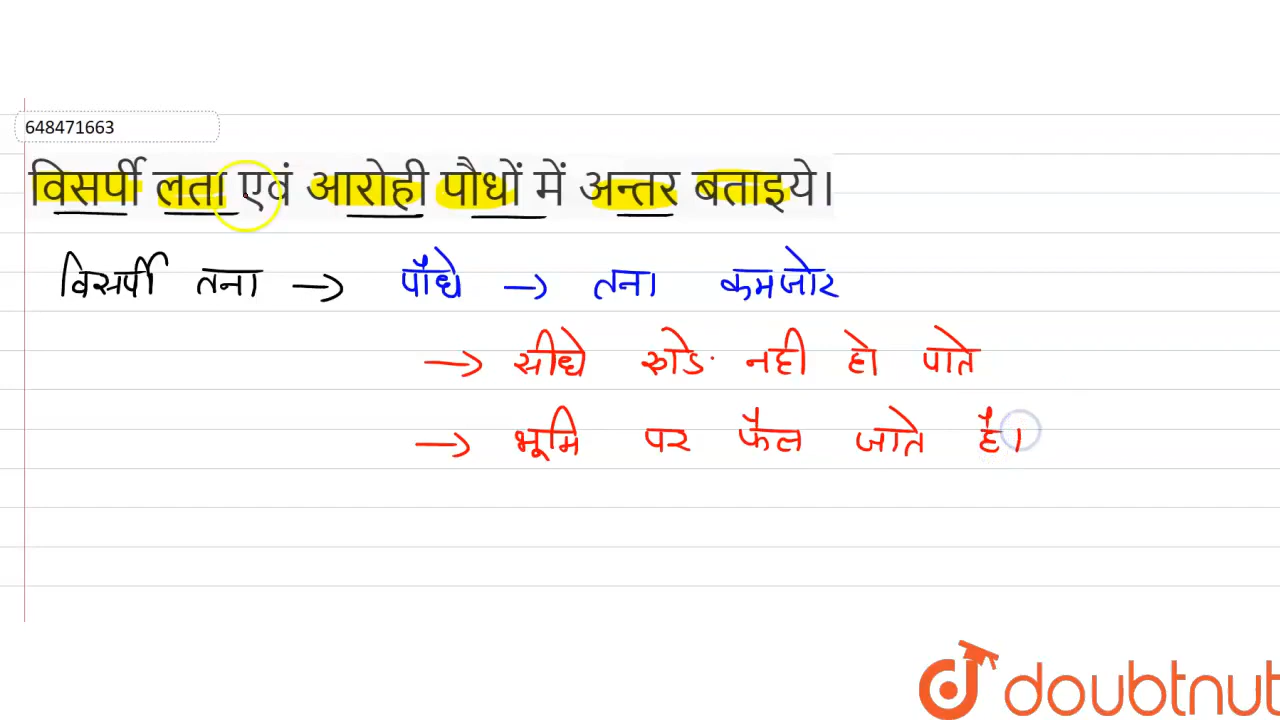 648471663
विसर्पी लता एवं आरोही पौधों में अन्तर बताइये।
विसर्पी तना → पौधे → तना कमजोर
→ सीधे खडे नही हो पाते
→ भूमि पर फैल जाते है।
doubtnut